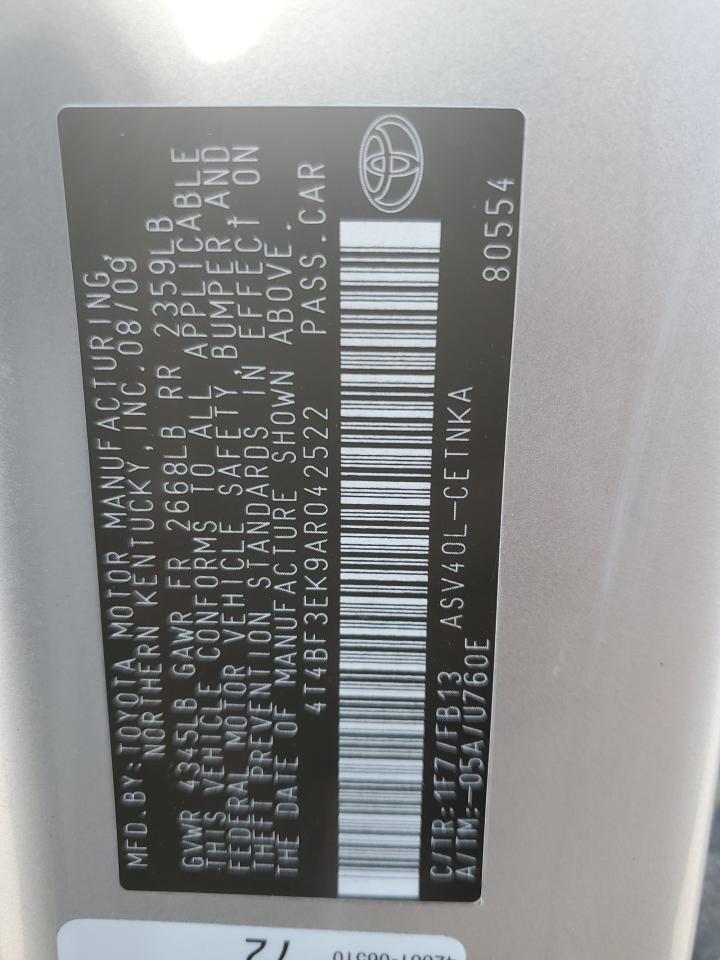 MFD.BY:TOYOTA MOTOR MANUFACTURING,
NORTHERN KENTUCKY, INC.08/09
GVWR 4345LB GAWR FR 2668LB RR 2359LB
THIS VEHICLE CONFORMS TO ALL APPLICABLE
FEDERAL MOTOR VEHICLE SAFETY, BUMPER AND
THEFT PREVENTION STANDARDS IN EFFECT ON
THE DATE OF MANUFACTURE SHOWN ABOVE.
4T4BF3EK9AR042522 PASS.CAR
C/TR:1F7/FB13 ASV40L-CETNKA
A/TM:-05A/U760E 80554
72